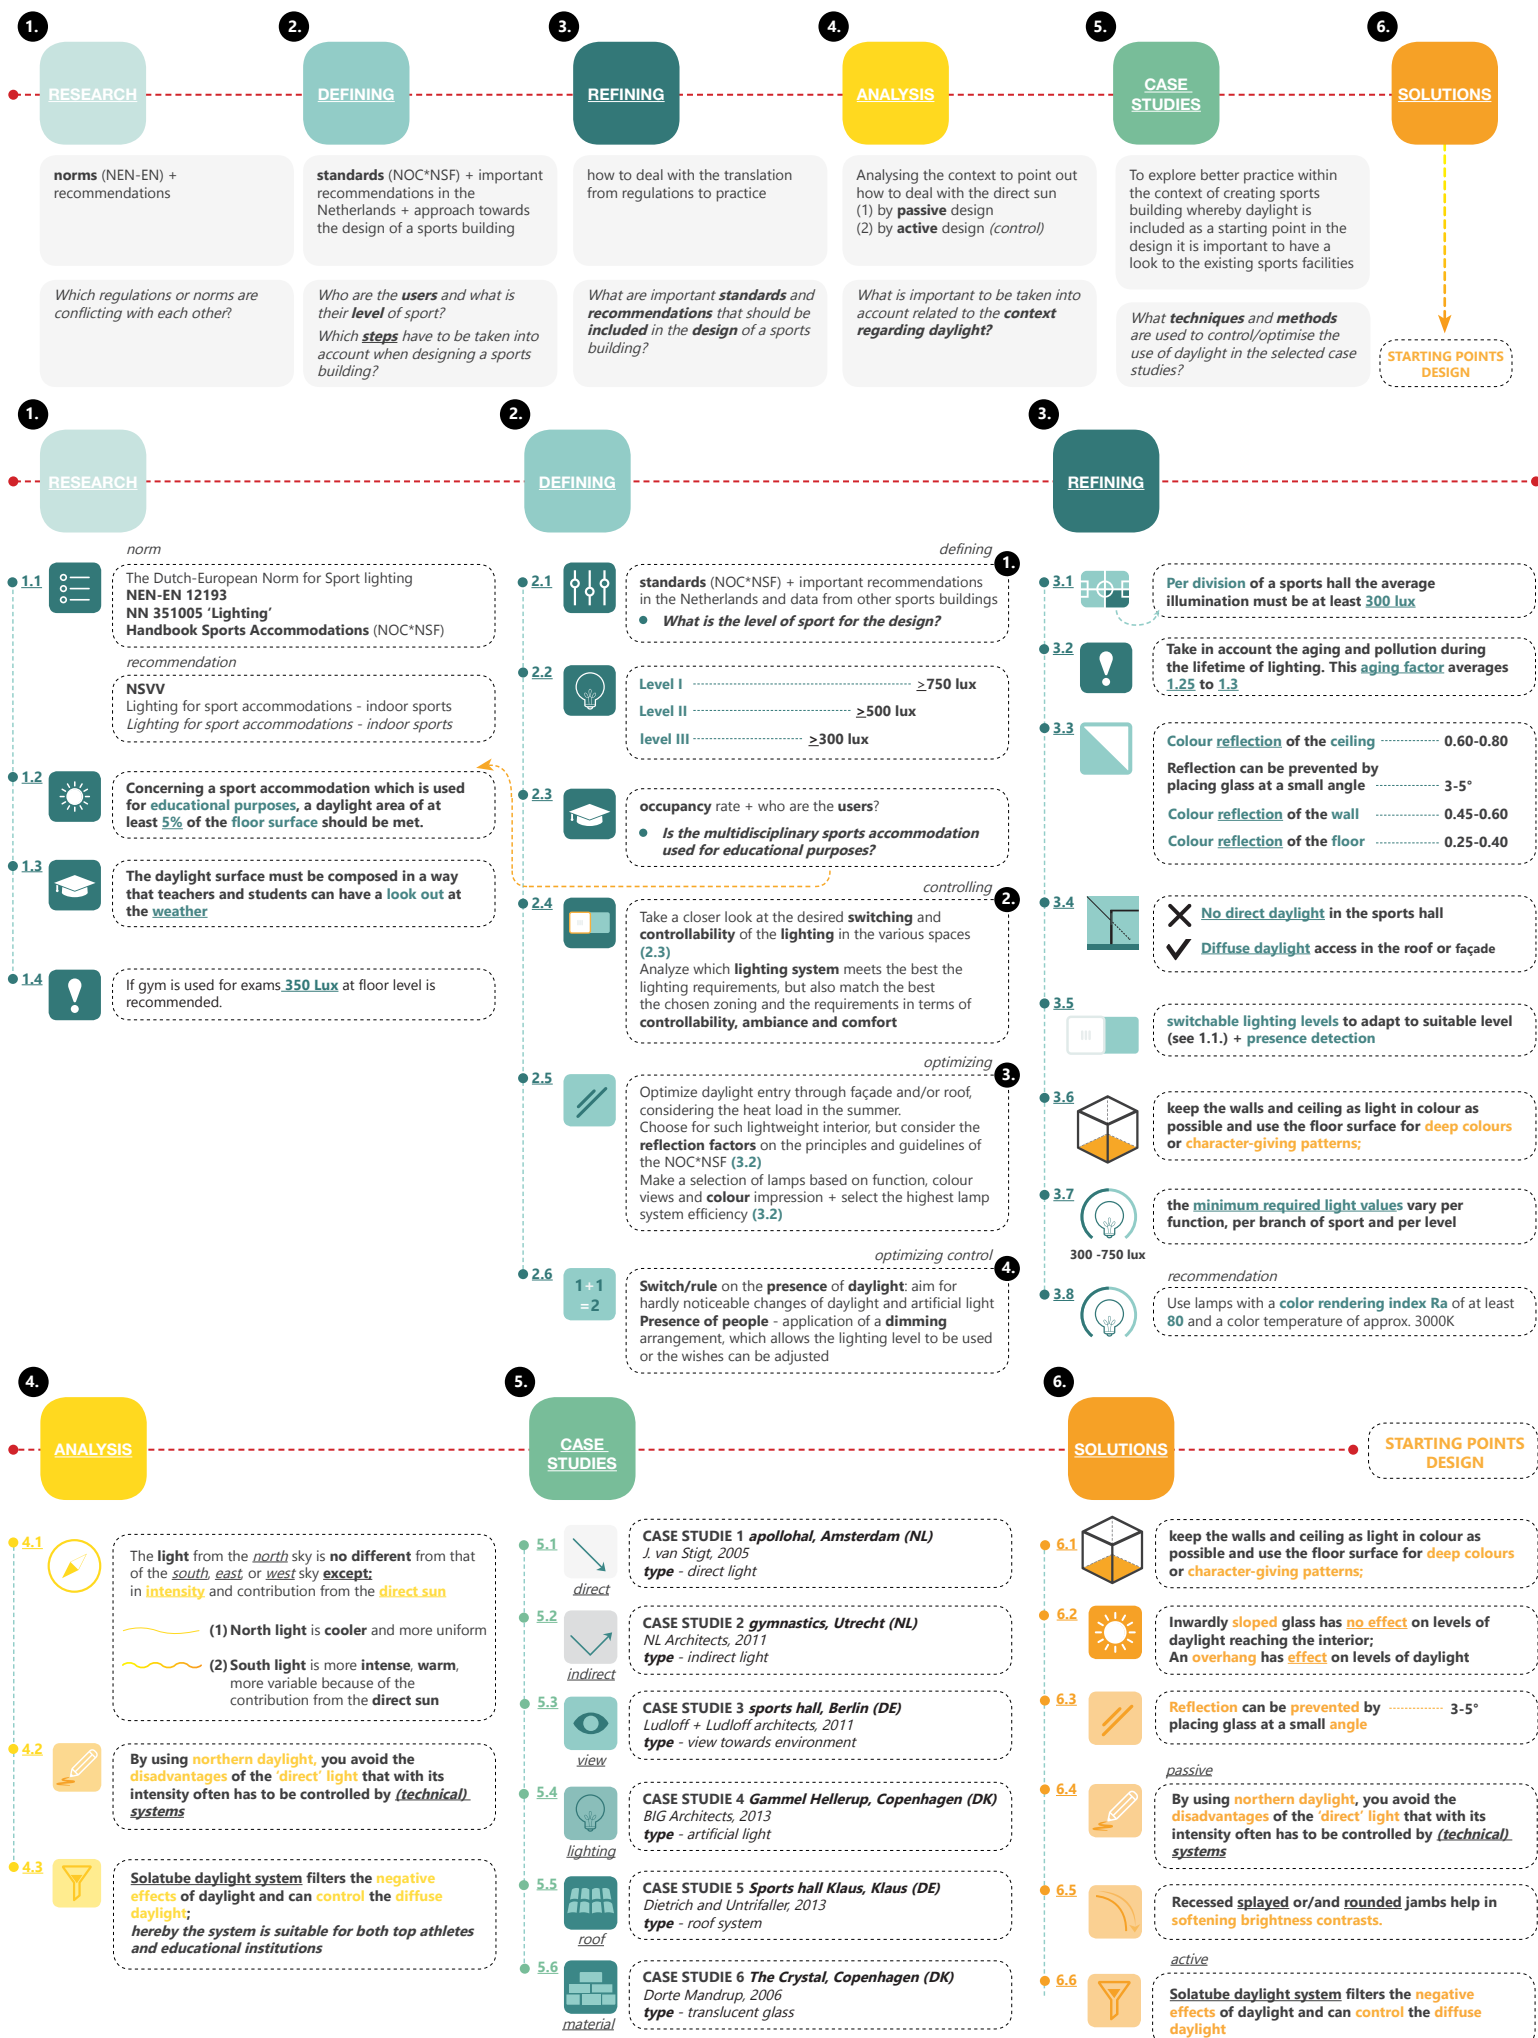 1.
2.
3.
4.
5.
6.
RESEARCH
DEFINING
REFINING
ANALYSIS
CASE
STUDIES
SOLUTIONS
norms (NEN-EN) +
recommendations
standards (NOC*NSF) + important
recommendations in the
Netherlands + approach towards
the design of a sports building
how to deal with the translation
from regulations to practice
Analysing the context to point out
how to deal with the direct sun
(1) by passive design
(2) by active design (control)
To explore better practice within
the context of creating sports
building whereby daylight is
included as a starting point in the
design it is important to have a
look to the existing sports facilities
Which regulations or norms are
conflicting with each other?
Who are the users and what is
their level of sport?
Which steps have to be taken into
account when designing a sports
building?
What are important standards and
recommendations that should be
included in the design of a sports
building?
What is important to be taken into
account related to the context
regarding daylight?
What techniques and methods
are used to control/optimise the
use of daylight in the selected case
studies?
STARTING POINTS
DESIGN
1.
RESEARCH
norm
1.1
The Dutch-European Norm for Sport lighting
NEN-EN 12193
NN 351005 ‘Lighting’
Handbook Sports Accommodations (NOC*NSF)
recommendation
NSVV
Lighting for sport accommodations - indoor sports
Lighting for sport accommodations - indoor sports
1.2
Concerning a sport accommodation which is used
for educational purposes, a daylight area of at
least 5% of the floor surface should be met.
1.3
The daylight surface must be composed in a way
that teachers and students can have a look out at
the weather
1.4
If gym is used for exams 350 Lux at floor level is
recommended.
2.
DEFINING
defining
1.
2.1
standards (NOC*NSF) + important recommendations
in the Netherlands and data from other sports buildings
What is the level of sport for the design?
2.2
Level I >750 lux
Level II >500 lux
level III >300 lux
2.3
occupancy rate + who are the users?
Is the multidisciplinary sports accommodation
used for educational purposes?
controlling
2.
2.4
Take a closer look at the desired switching and
controllability of the lighting in the various spaces
(2.3)
Analyze which lighting system meets the best the
lighting requirements, but also match the best
the chosen zoning and the requirements in terms of
controllability, ambiance and comfort
optimizing
3.
2.5
Optimize daylight entry through façade and/or roof,
considering the heat load in the summer.
Choose for such lightweight interior, but consider the
reflection factors on the principles and guidelines of
the NOC*NSF (3.2)
Make a selection of lamps based on function, colour
views and colour impression + select the highest lamp
system efficiency (3.2)
optimizing control
4.
2.6
1+1
=2
Switch/rule on the presence of daylight: aim for
hardly noticeable changes of daylight and artificial light
Presence of people - application of a dimming
arrangement, which allows the lighting level to be used
or the wishes can be adjusted
3.
REFINING
3.1
Per division of a sports hall the average
illumination must be at least 300 lux
3.2
Take in account the aging and pollution during
the lifetime of lighting. This aging factor averages
1.25 to 1.3
3.3
Colour reflection of the ceiling 0.60-0.80
Reflection can be prevented by
placing glass at a small angle 3-5°
Colour reflection of the wall 0.45-0.60
Colour reflection of the floor 0.25-0.40
3.4
No direct daylight in the sports hall
Diffuse daylight access in the roof or façade
3.5
switchable lighting levels to adapt to suitable level
(see 1.1.) + presence detection
3.6
keep the walls and ceiling as light in colour as
possible and use the floor surface for deep colours
or character-giving patterns;
3.7
300 -750 lux
the minimum required light values vary per
function, per branch of sport and per level
recommendation
3.8
Use lamps with a color rendering index Ra of at least
80 and a color temperature of approx. 3000K
4.
ANALYSIS
4.1
The light from the north sky is no different from that
of the south, east, or west sky except;
in intensity and contribution from the direct sun
(1) North light is cooler and more uniform
(2) South light is more intense, warm,
more variable because of the
contribution from the direct sun
4.2
By using northern daylight, you avoid the
disadvantages of the ‘direct’ light that with its
intensity often has to be controlled by (technical)
systems
4.3
Solatube daylight system filters the negative
effects of daylight and can control the diffuse
daylight;
hereby the system is suitable for both top athletes
and educational institutions
5.
CASE
STUDIES
5.1
direct
CASE STUDIE 1 apollohal, Amsterdam (NL)
J. van Stigt, 2005
type - direct light
5.2
indirect
CASE STUDIE 2 gymnastics, Utrecht (NL)
NL Architects, 2011
type - indirect light
5.3
view
CASE STUDIE 3 sports hall, Berlin (DE)
Ludloff + Ludloff architects, 2011
type - view towards environment
5.4
lighting
CASE STUDIE 4 Gammel Hellerup, Copenhagen (DK)
BIG Architects, 2013
type - artificial light
5.5
roof
CASE STUDIE 5 Sports hall Klaus, Klaus (DE)
Dietrich and Untrifaller, 2013
type - roof system
5.6
material
CASE STUDIE 6 The Crystal, Copenhagen (DK)
Dorte Mandrup, 2006
type - translucent glass
6.
SOLUTIONS
STARTING POINTS
DESIGN
6.1
keep the walls and ceiling as light in colour as
possible and use the floor surface for deep colours
or character-giving patterns;
6.2
Inwardly sloped glass has no effect on levels of
daylight reaching the interior;
An overhang has effect on levels of daylight
6.3
Reflection can be prevented by 3-5°
placing glass at a small angle
passive
6.4
By using northern daylight, you avoid the
disadvantages of the ‘direct’ light that with its
intensity often has to be controlled by (technical)
systems
6.5
Recessed splayed or/and rounded jambs help in
softening brightness contrasts.
active
6.6
Solatube daylight system filters the negative
effects of daylight and can control the diffuse
daylight